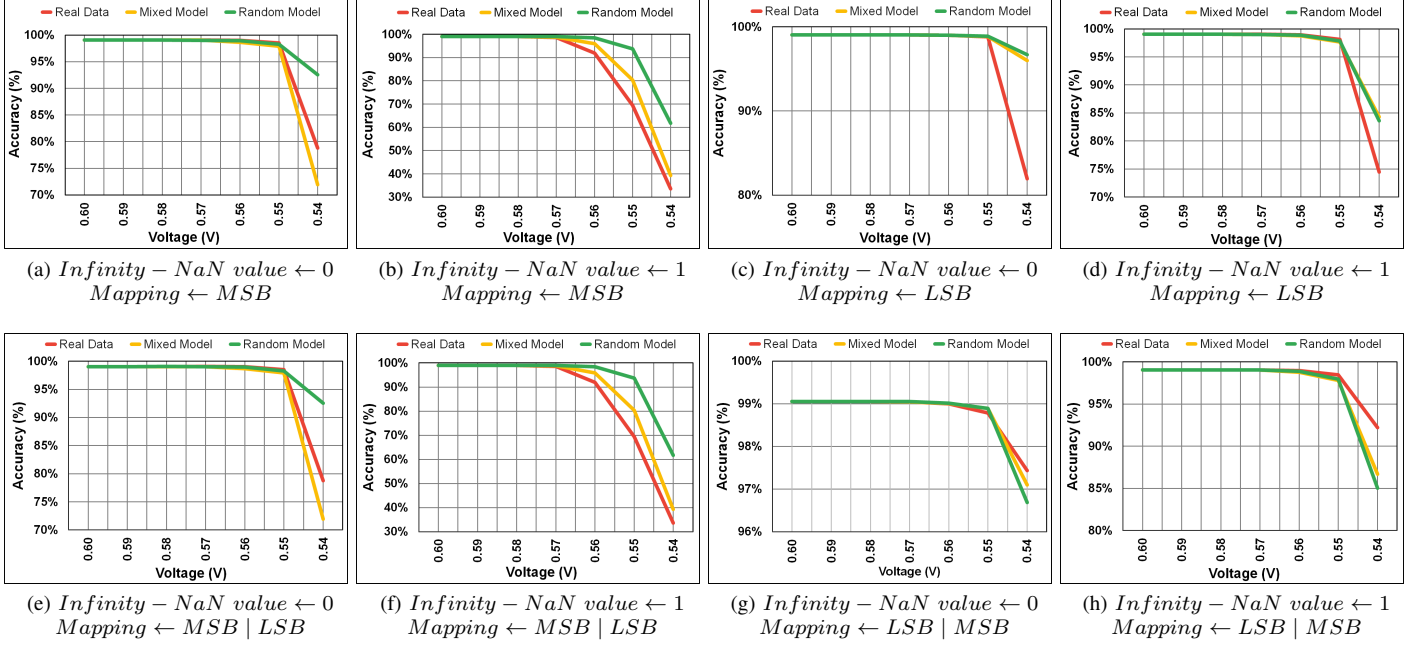 Real Data Mixed Model Random Model
Accuracy (%)
100%
95%
90%
85%
80%
75%
70%
0.60 0.59 0.58 0.57 0.56 0.55 0.54
Voltage (V)
(a) Infinity − NaN value ← 0
Mapping ← MSB
Real Data Mixed Model Random Model
Accuracy (%)
100%
90%
80%
70%
60%
50%
40%
30%
0.60 0.59 0.58 0.57 0.56 0.55 0.54
Voltage (V)
(b) Infinity − NaN value ← 1
Mapping ← MSB
Real Data Mixed Model Random Model
Accuracy (%)
100%
90%
80%
0.60 0.59 0.58 0.57 0.56 0.55 0.54
Voltage (V)
(c) Infinity − NaN value ← 0
Mapping ← LSB
Real Data Mixed Model Random Model
Accuracy (%)
100%
95%
90%
85%
80%
75%
70%
0.60 0.59 0.58 0.57 0.56 0.55 0.54
Voltage (V)
(d) Infinity − NaN value ← 1
Mapping ← LSB
Real Data Mixed Model Random Model
Accuracy (%)
100%
95%
90%
85%
80%
75%
70%
0.60 0.59 0.58 0.57 0.56 0.55 0.54
Voltage (V)
(e) Infinity − NaN value ← 0
Mapping ← MSB | LSB
Real Data Mixed Model Random Model
Accuracy (%)
100%
90%
80%
70%
60%
50%
40%
30%
0.60 0.59 0.58 0.57 0.56 0.55 0.54
Voltage (V)
(f) Infinity − NaN value ← 1
Mapping ← MSB | LSB
Real Data Mixed Model Random Model
Accuracy (%)
100%
99%
98%
97%
96%
0.60 0.59 0.58 0.57 0.56 0.55 0.54
Voltage (V)
(g) Infinity − NaN value ← 0
Mapping ← LSB | MSB
Real Data Mixed Model Random Model
Accuracy (%)
100%
95%
90%
85%
80%
0.60 0.59 0.58 0.57 0.56 0.55 0.54
Voltage (V)
(h) Infinity − NaN value ← 1
Mapping ← LSB | MSB